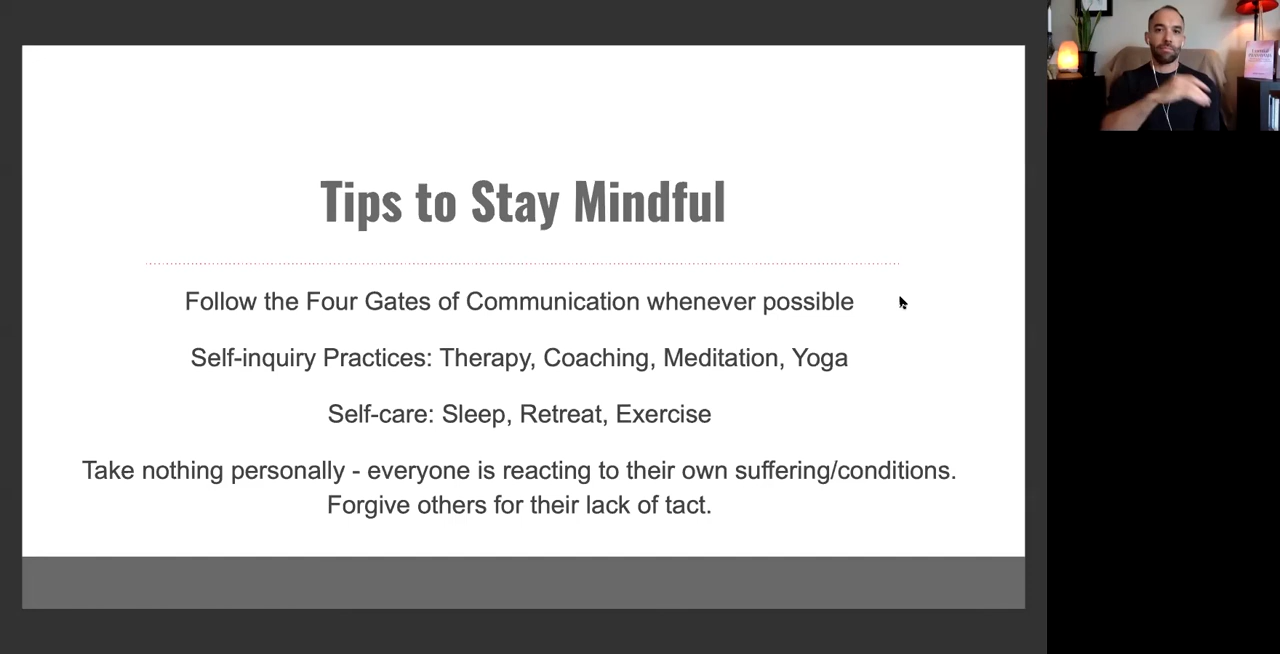 Tips to Stay Mindful
Follow the Four Gates of Communication whenever possible
Self-inquiry Practices: Therapy, Coaching, Meditation, Yoga
Self-care: Sleep, Retreat, Exercise
Take nothing personally - everyone is reacting to their own suffering/conditions.
Forgive others for their lack of tact.